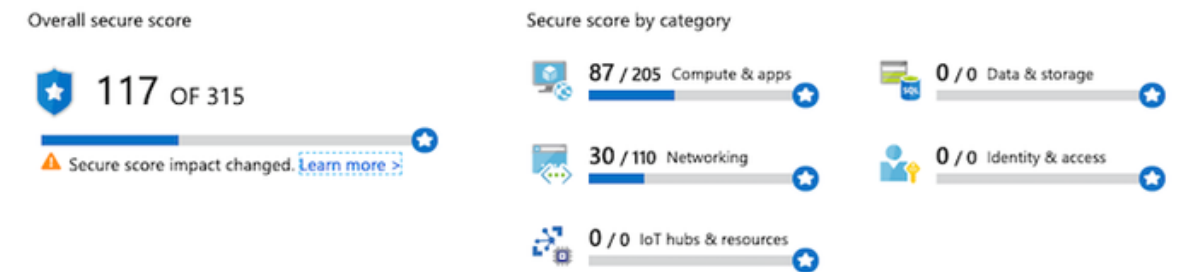 Overall secure score
117 OF 315
Secure score impact changed. Learn more >
Secure score by category
87 / 205 Compute & apps
0 / 0 Data & storage
30 / 110 Networking
0 / 0 Identity & access
0 / 0 IoT hubs & resources
SQL